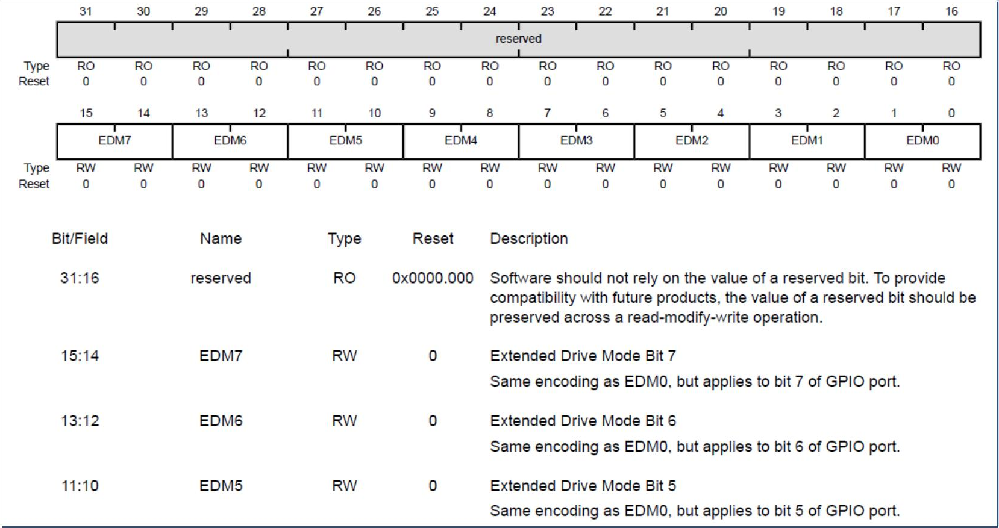 31 30 29 28 27 26 25 24 23 22 21 20 19 18 17 16
reserved
Type RO RO RO RO RO RO RO RO RO RO RO RO RO RO RO RO
Reset 0 0 0 0 0 0 0 0 0 0 0 0 0 0 0 0
15 14 13 12 11 10 9 8 7 6 5 4 3 2 1 0
EDM7 EDM6 EDM5 EDM4 EDM3 EDM2 EDM1 EDM0
Type RW RW RW RW RW RW RW RW RW RW RW RW RW RW RW RW
Reset 0 0 0 0 0 0 0 0 0 0 0 0 0 0 0 0
Bit/Field Name Type Reset Description
31:16 reserved RO 0x0000.000 Software should not rely on the value of a reserved bit. To provide
compatibility with future products, the value of a reserved bit should be
preserved across a read-modify-write operation.
15:14 EDM7 RW 0 Extended Drive Mode Bit 7
Same encoding as EDM0, but applies to bit 7 of GPIO port.
13:12 EDM6 RW 0 Extended Drive Mode Bit 6
Same encoding as EDM0, but applies to bit 6 of GPIO port.
11:10 EDM5 RW 0 Extended Drive Mode Bit 5
Same encoding as EDM0, but applies to bit 5 of GPIO port.